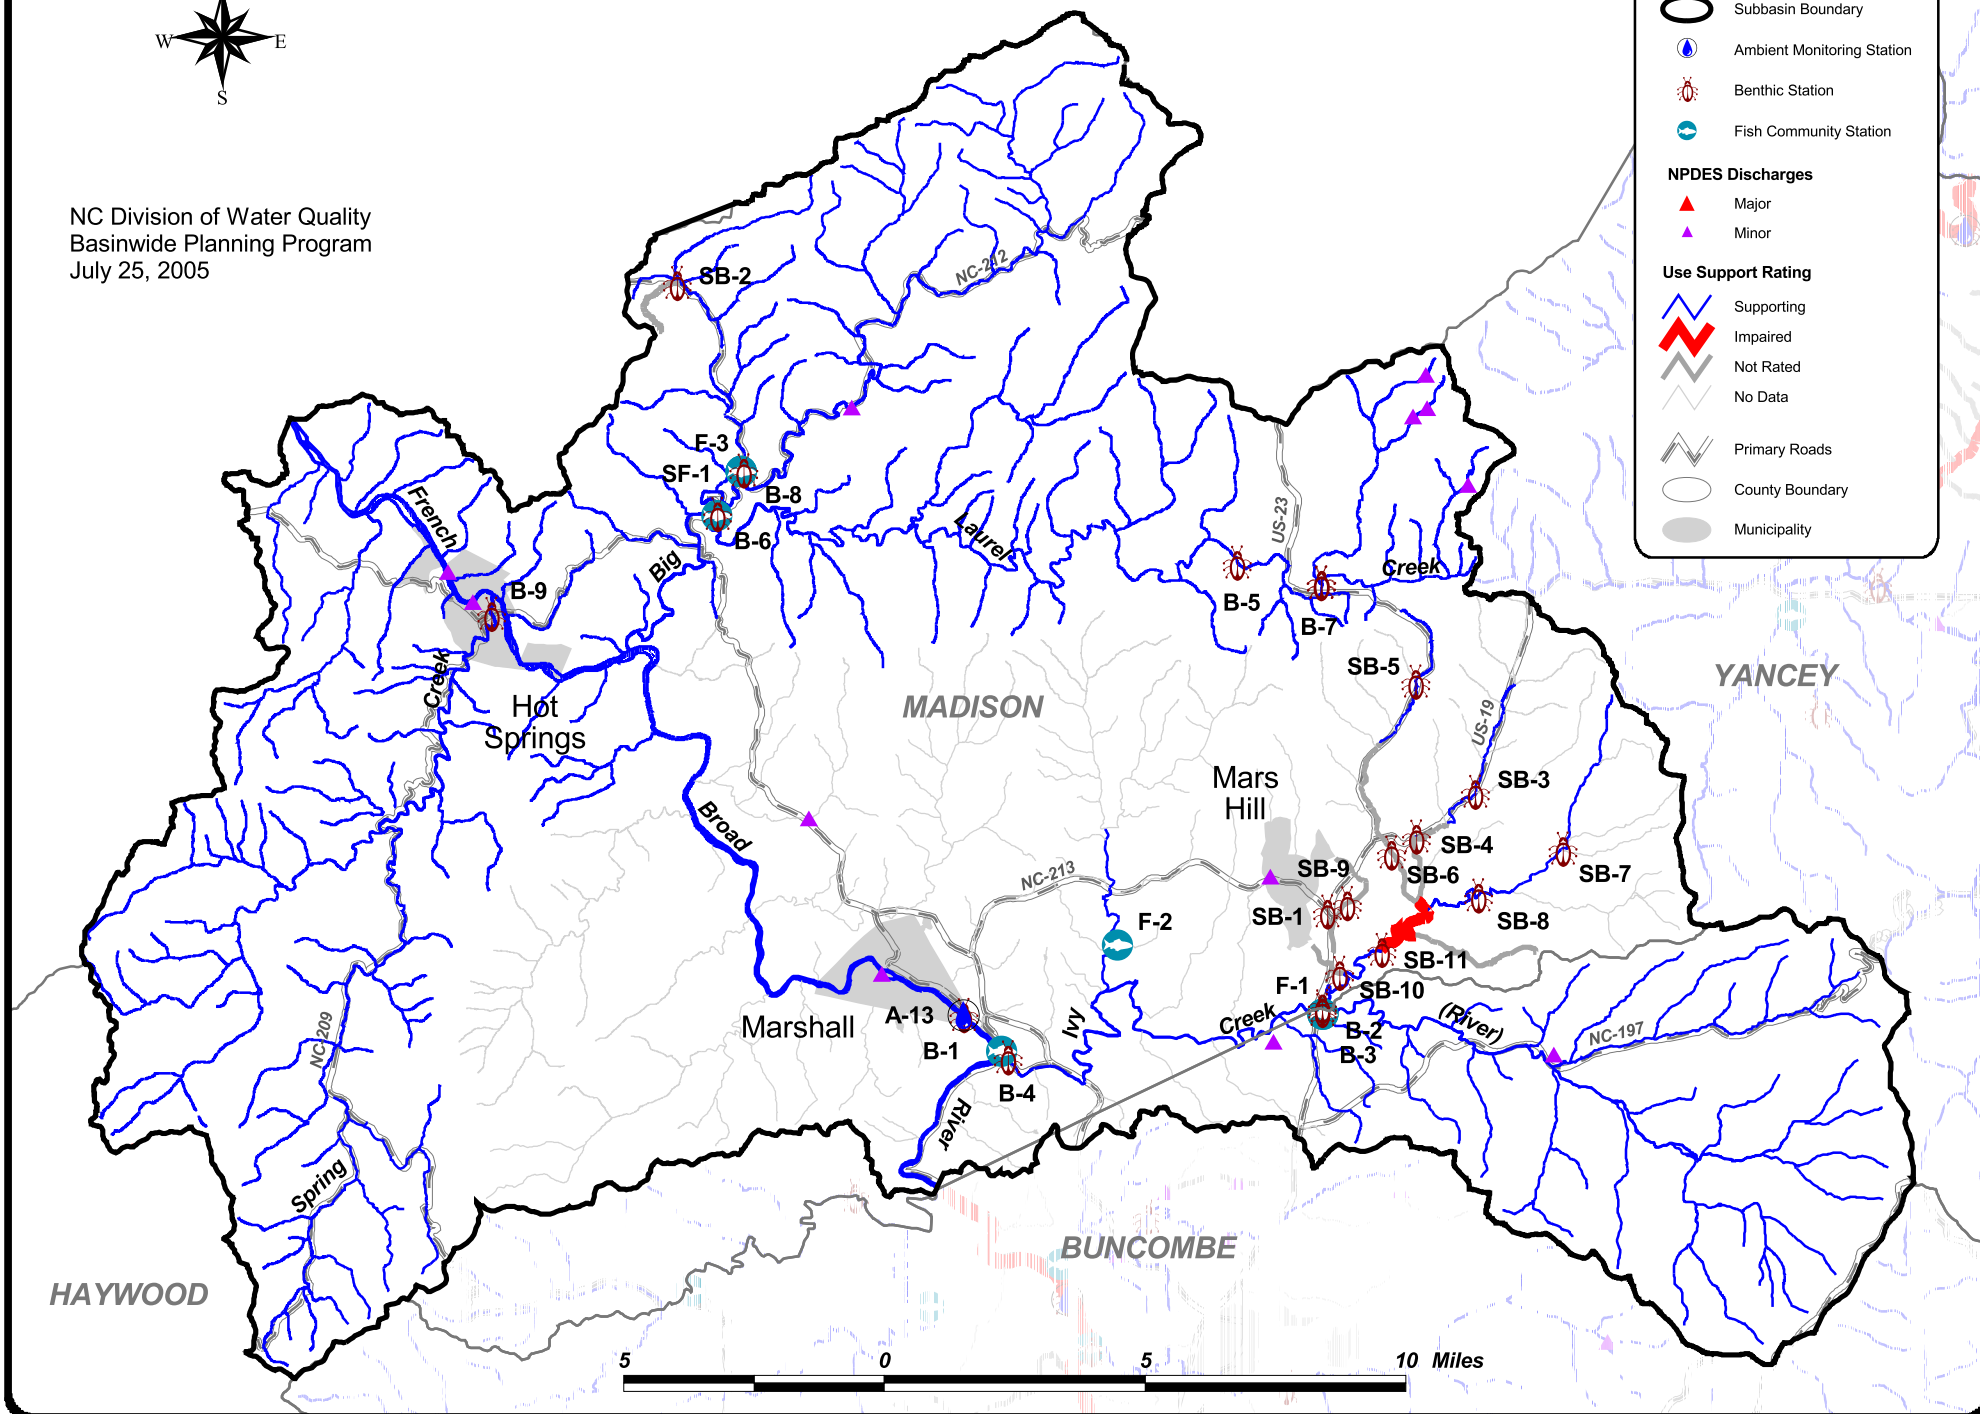 W
E
S
NC Division of Water Quality
Basinwide Planning Program
July 25, 2005
Subbasin Boundary
Ambient Monitoring Station
Benthic Station
Fish Community Station
NPDES Discharges
Major
Minor
Use Support Rating
Supporting
Impaired
Not Rated
No Data
Primary Roads
County Boundary
Municipality
SB-2
NC-212
F-3
SF-1
B-8
B-6
French
Big
Laurel
US-23
Creek
B-9
B-5
B-7
Creek
Hot
Springs
SB-5
MADISON
YANCEY
US-19
Mars
Hill
SB-3
Broad
SB-4
SB-6
SB-7
SB-9
NC-213
SB-1
SB-8
F-2
SB-11
F-1
SB-10
A-13
Marshall
Ivy
Creek
B-2
(River)
NC-197
B-3
B-1
NC-209
B-4
River
Spring
BUNCOMBE
HAYWOOD
5 0 5 10 Miles